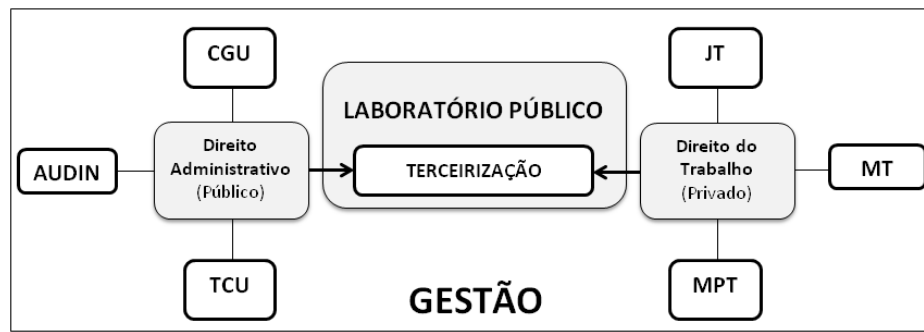 CGU
JT
LABORATÓRIO PÚBLICO
Direito
Administrativo
(Público)
AUDIN
TERCEIRIZAÇÃO
Direito do
Trabalho
(Privado)
MT
TCU
GESTÃO
MPT